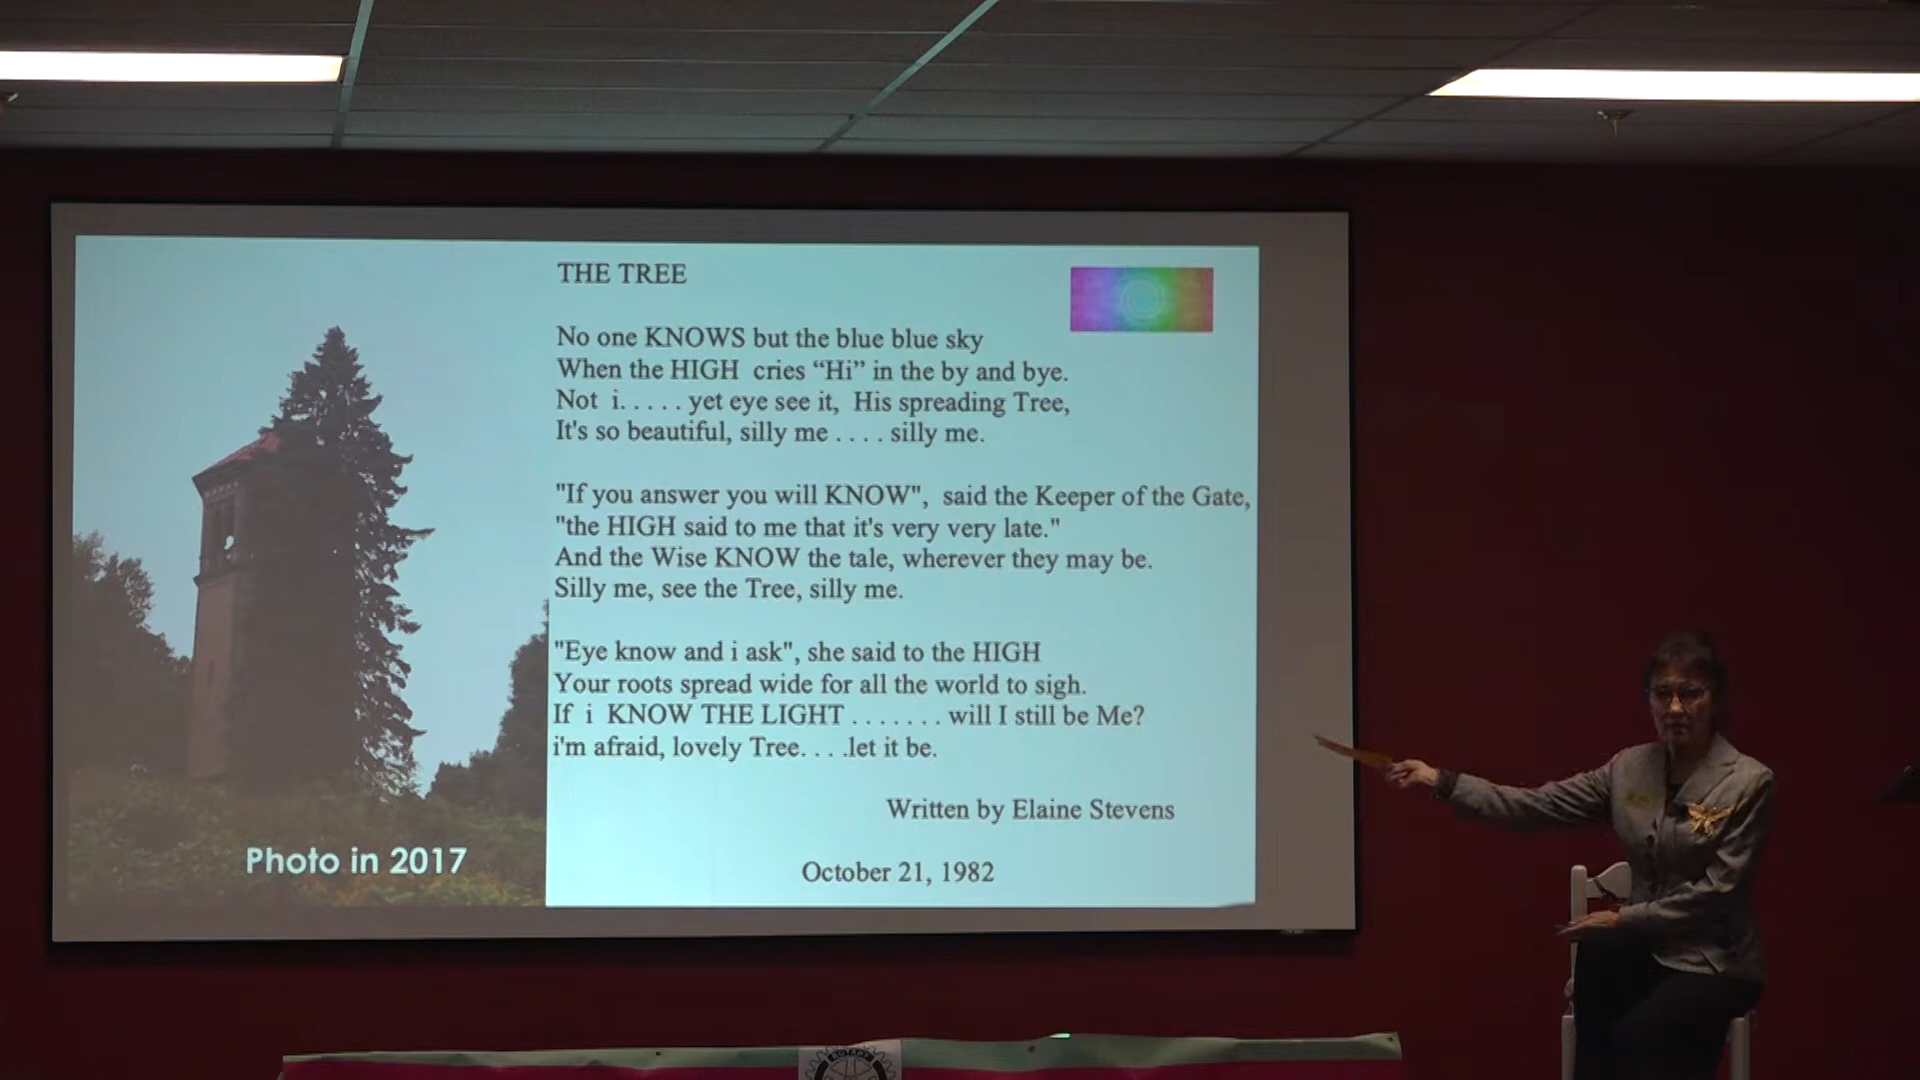 THE TREE
No one KNOWS but the blue blue sky
When the HIGH cries “Hi” in the by and bye.
Not i. . . . . yet eye see it, His spreading Tree,
It's so beautiful, silly me . . . . silly me.
"If you answer you will KNOW", said the Keeper of the Gate,
"the HIGH said to me that it's very very late."
And the Wise KNOW the tale, wherever they may be.
Silly me, see the Tree, silly me.
"Eye know and i ask", she said to the HIGH
Your roots spread wide for all the world to sigh.
If i KNOW THE LIGHT . . . . . . . will I still be Me?
i'm afraid, lovely Tree. . . .let it be.
Written by Elaine Stevens
October 21, 1982
Photo in 2017
ROTARY